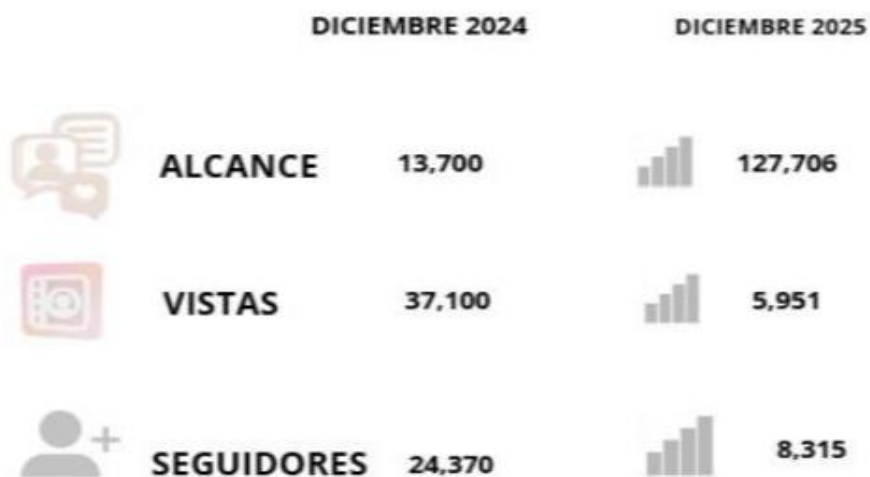 DICIEMBRE 2024 DICIEMBRE 2025
ALCANCE 13,700 127,706
VISTAS 37,100 5,951
SEGUIDORES 24,370 8,315